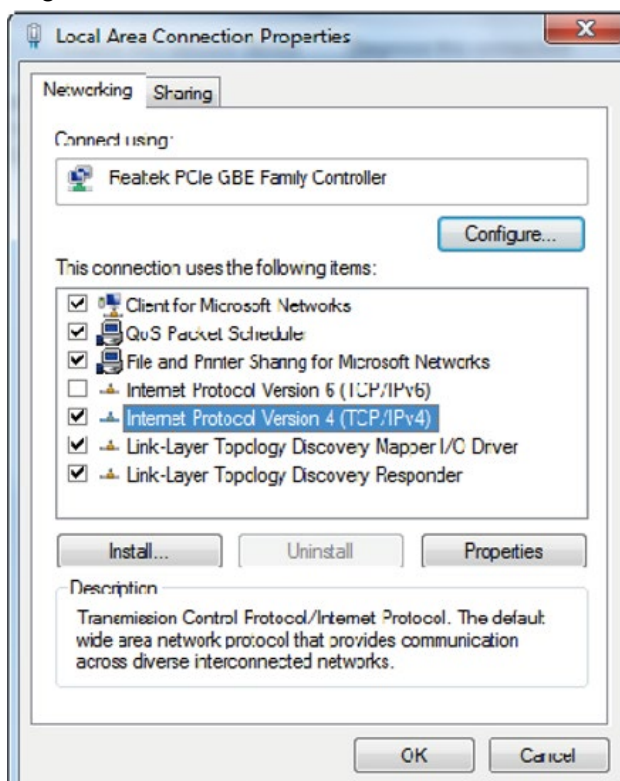 Local Area Connection Properties
Networking Sharing
Connect using:
Realtek PCIe GBE Family Controller
Configure...
This connection uses the following items:
Client for Microsoft Networks
QoS Packet Scheduler
File and Printer Sharing for Microsoft Networks
Internet Protocol Version 6 (TCP/IPv6)
Internet Protocol Version 4 (TCP/IPv4)
Link-Layer Topology Discovery Mapper I/O Driver
Link-Layer Topology Discovery Responder
Install... Uninstall Properties
Description
Transmission Control Protocol/Internet Protocol. The default
wide area network protocol that provides communication
across diverse interconnected networks.
OK Cancel